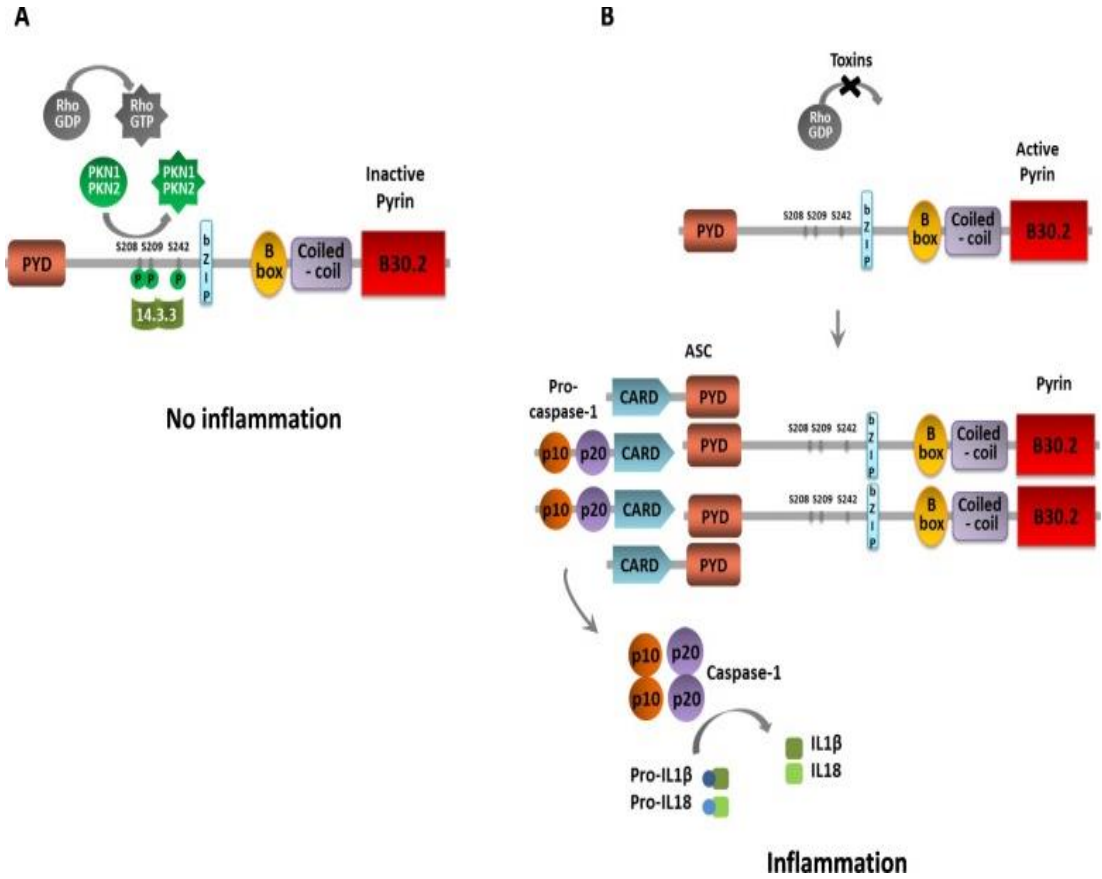 A
Rho
GDP
Rho
GTP
PKN1
PKN2
PKN1
PKN2
Inactive
Pyrin
S208 S209 S242
PYD
bZIP
B
box
Coiled
- coil
B30.2
P P P
14.3.3
No inflammation
B
Toxins
Rho
GDP
Active
Pyrin
S208 S209 S242
PYD
bZIP
B
box
Coiled
- coil
B30.2
ASC
Pro-
caspase-1
CARD PYD
Pyrin
p10 p20 CARD
PYD
S208 S209 S242
bZIP
B
box
Coiled
- coil
B30.2
p10 p20 CARD
PYD
S208 S209 S242
bZIP
B
box
Coiled
- coil
B30.2
CARD PYD
p10 p20
Caspase-1
p10 p20
IL1β
IL18
Pro-IL1β
Pro-IL18
Inflammation